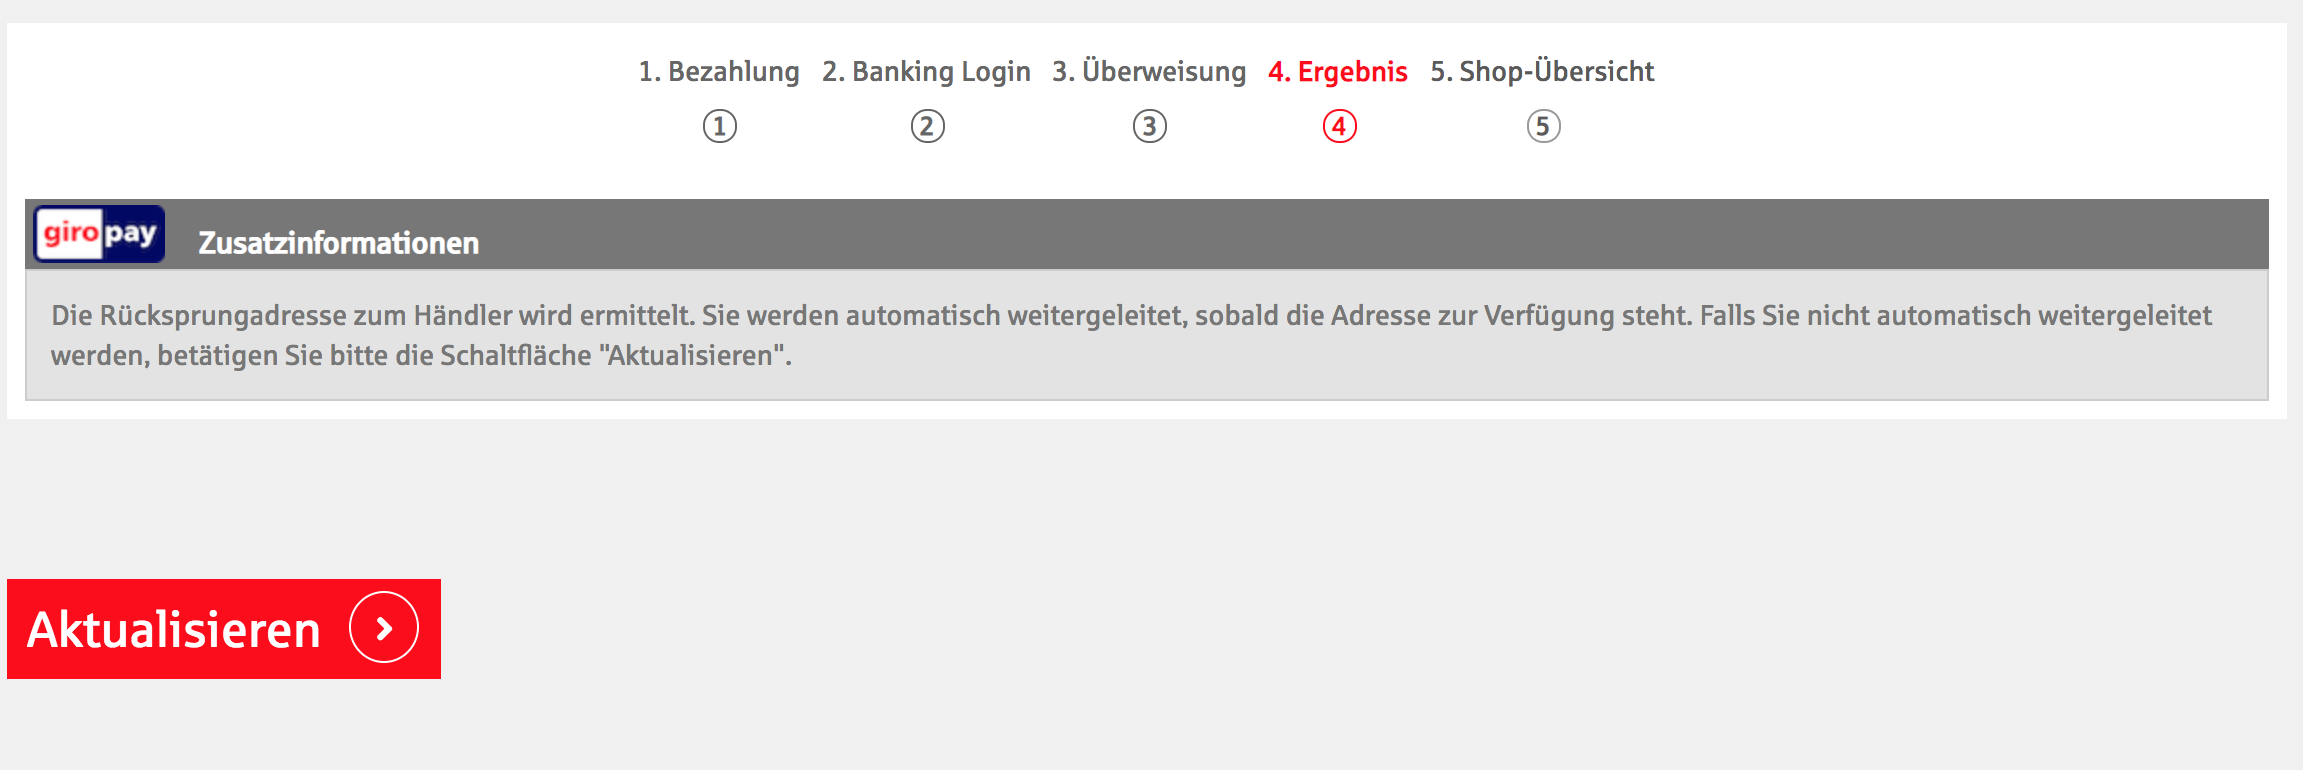 1. Bezahlung 2. Banking Login 3. Überweisung 4. Ergebnis 5. Shop-Übersicht
1 2 3 4 5
giropay Zusatzinformationen
Die Rücksprungadresse zum Händler wird ermittelt. Sie werden automatisch weitergeleitet, sobald die Adresse zur Verfügung steht. Falls Sie nicht automatisch weitergeleitet
werden, betätigen Sie bitte die Schaltfläche "Aktualisieren".
Aktualisieren